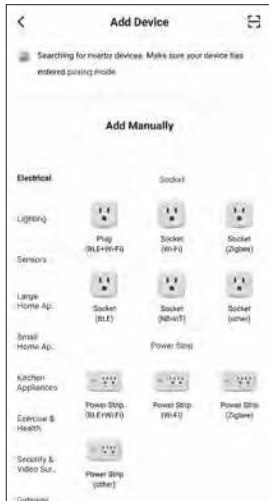 Add Device
Searching for nearby devices. Make sure your device has
entered pairing mode.
Add Manually
Electrical
Lighting
Sensors
Large
Home Ap..
Small
Home Ap..
Kitchen
Appliances
Exercise &
Health
Security &
Video Sur..
Gateway
Socket
Plug
(BLE+Wi-Fi)
Socket
(Wi-Fi)
Socket
(Zigbee)
Socket
(BLE)
Socket
(NB-IoT)
Socket
(other)
Power Strip
Power Strip
(BLE+Wi-Fi)
Power Strip
(Wi-Fi)
Power Strip
(Zigbee)
Power Strip
(other)